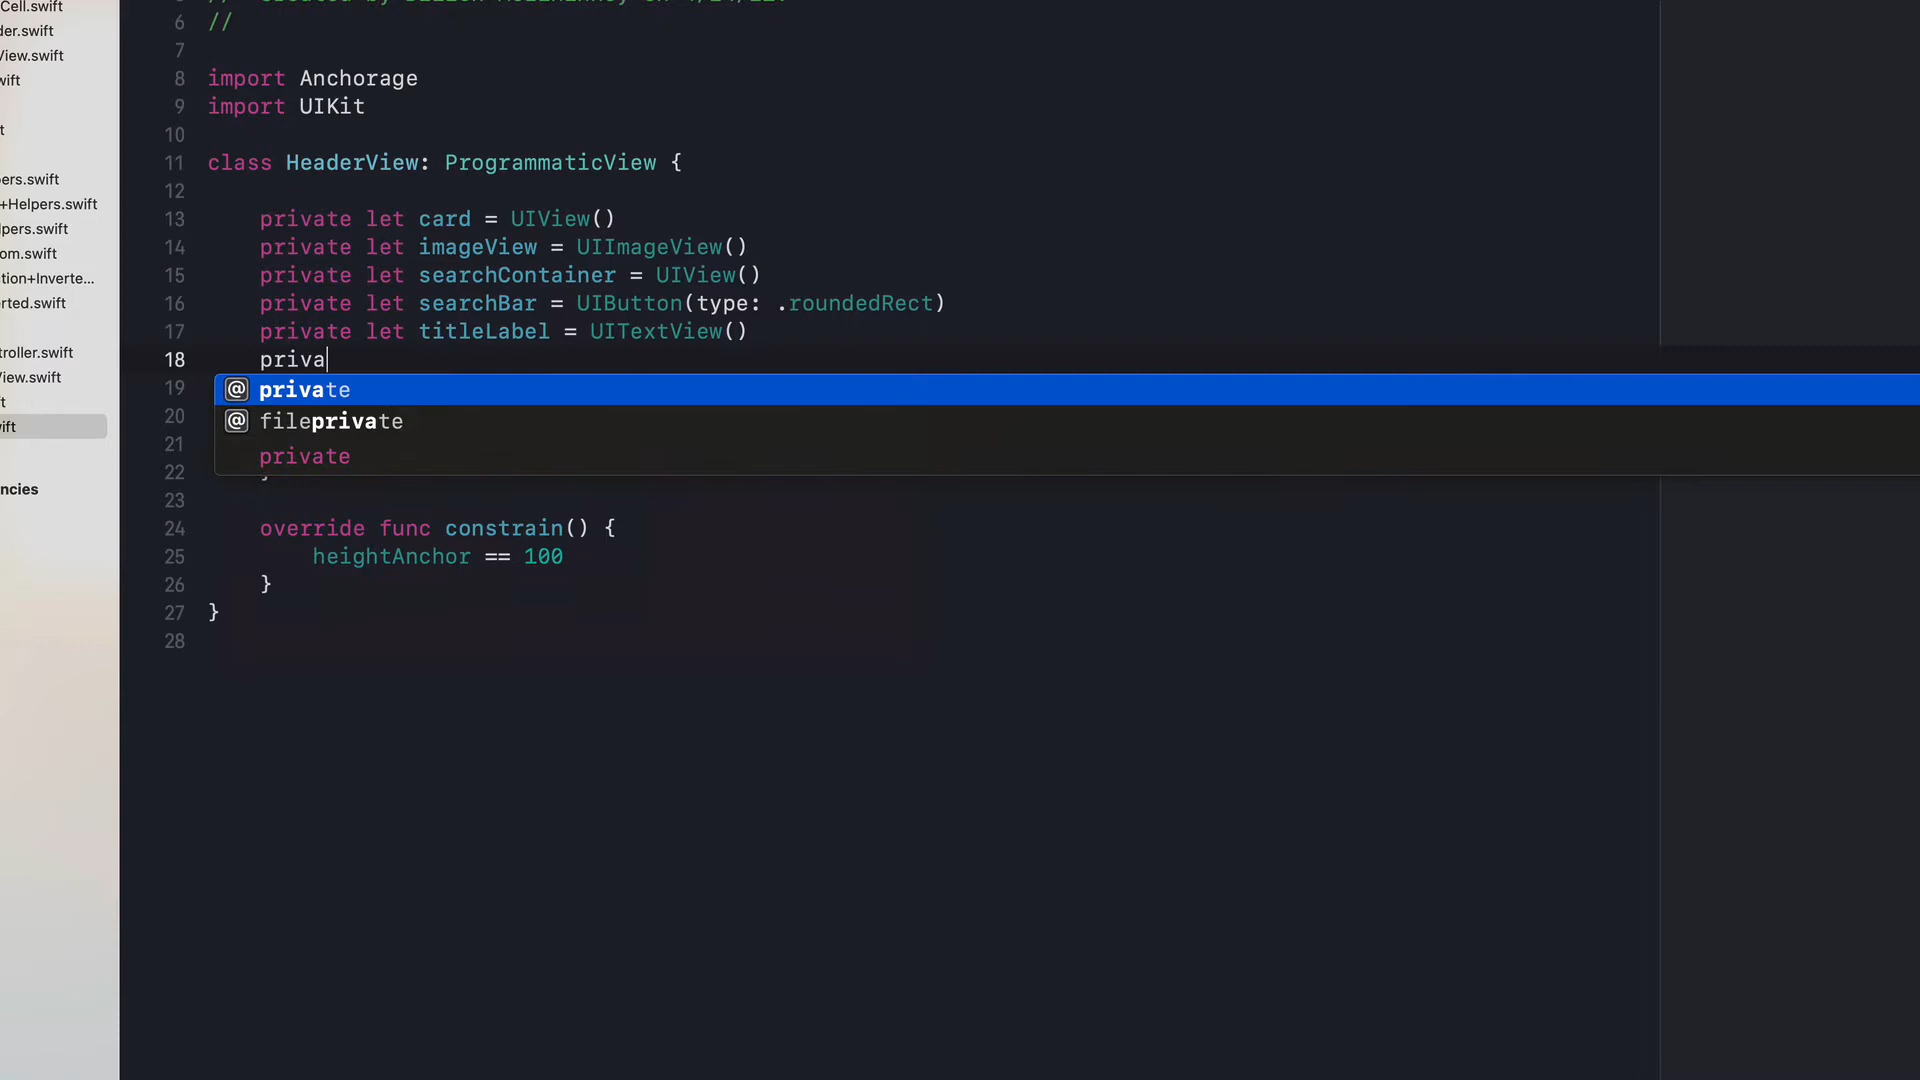 Cell.swift
der.swift
View.swift
wift
t
ers.swift
+Helpers.swift
lpers.swift
om.swift
ction+Inverte...
erted.swift
troller.swift
View.swift
ft
wift
ncies
6 //
7
8 import Anchorage
9 import UIKit
10
11 class HeaderView: ProgrammaticView {
12
13 private let card = UIView()
14 private let imageView = UIImageView()
15 private let searchContainer = UIView()
16 private let searchBar = UIButton(type: .roundedRect)
17 private let titleLabel = UITextView()
18 priva
19 @ private
20 @ fileprivate
21 private
22
23
24 override func constrain() {
25 heightAnchor == 100
26 }
27 }
28